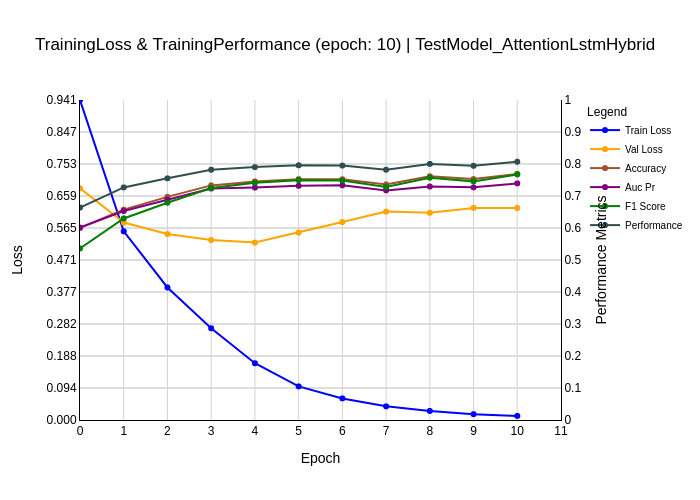 TrainingLoss & TrainingPerformance (epoch: 10) | TestModel_AttentionLstmHybrid
0.941
0.847
0.753
0.659
0.565
0.471
0.377
0.282
0.188
0.094
0.000
Loss
0 1 2 3 4 5 6 7 8 9 10 11
Epoch
1
0.9
0.8
0.7
0.6
0.5
0.4
0.3
0.2
0.1
0
Performance Metrics
Legend
Train Loss
Val Loss
Accuracy
Auc Pr
F1 Score
Performance